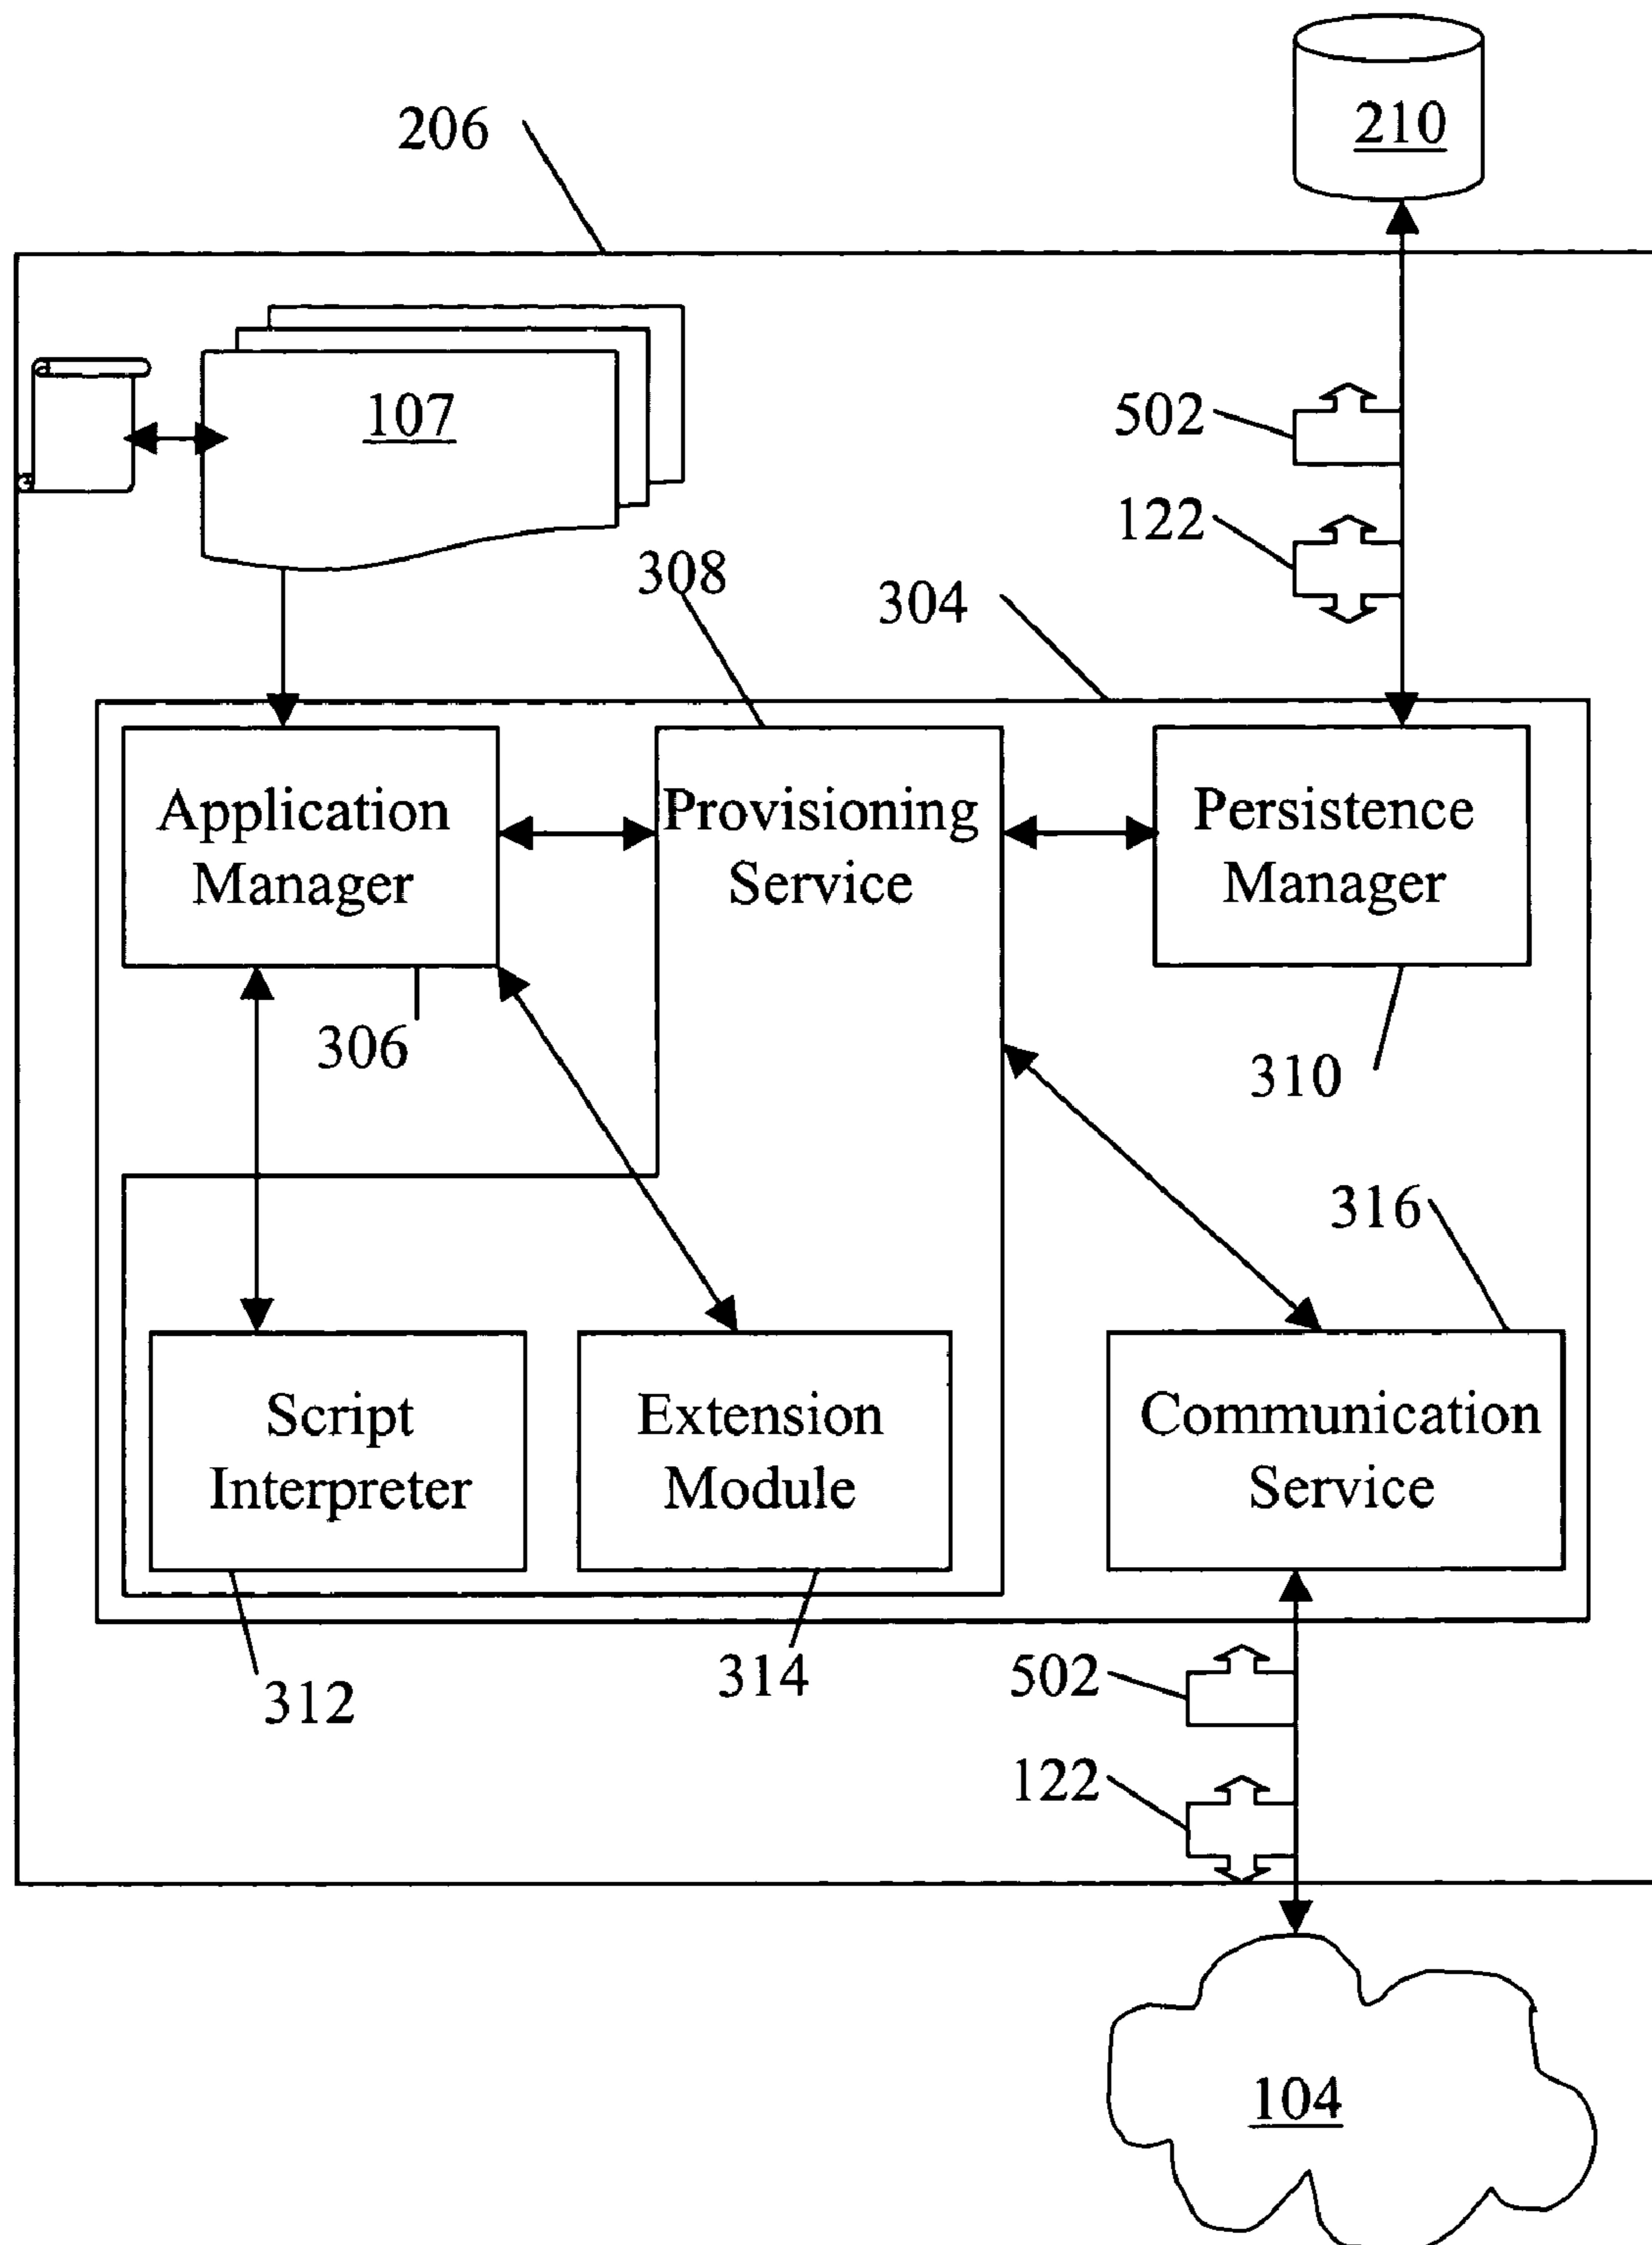 210
206
107
502
122
308
304
Application
Manager
Provisioning
Service
Persistence
Manager
306
310
316
Script
Interpreter
Extension
Module
Communication
Service
312
314
502
122
104